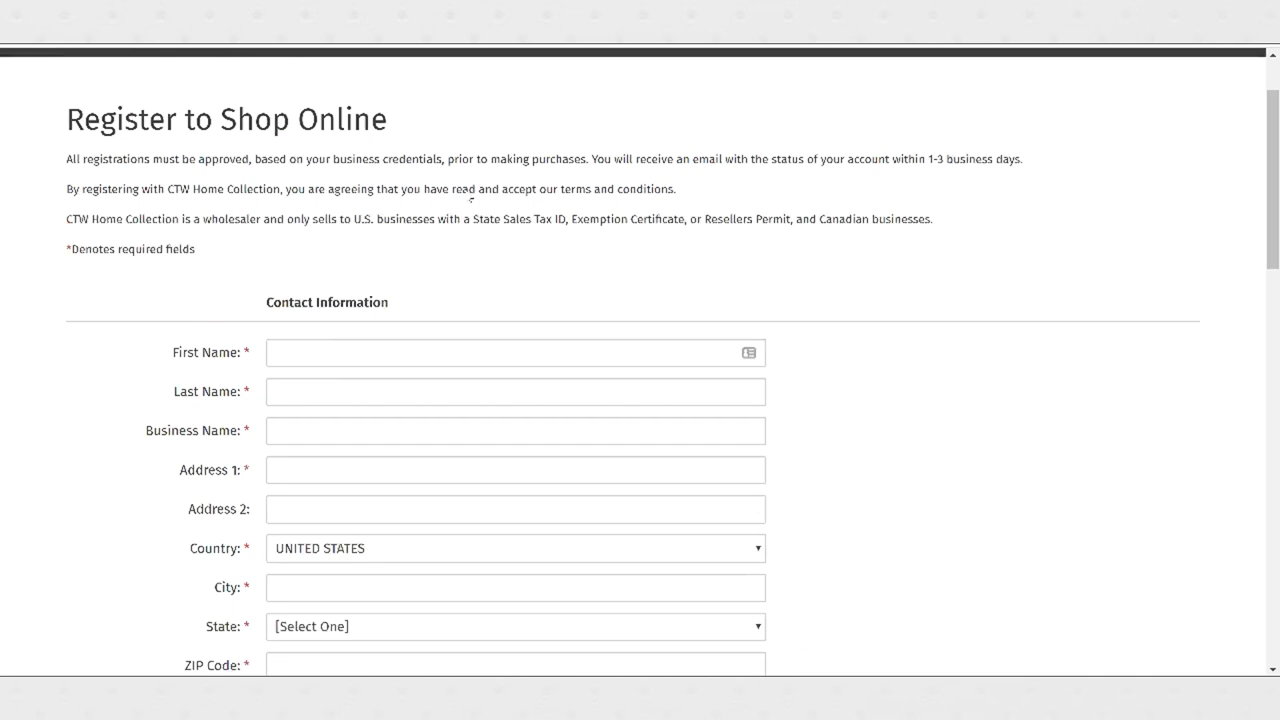 Register to Shop Online
All registrations must be approved, based on your business credentials, prior to making purchases. You will receive an email with the status of your account within 1-3 business days.
By registering with CTW Home Collection, you are agreeing that you have read and accept our terms and conditions.
CTW Home Collection is a wholesaler and only sells to U.S. businesses with a State Sales Tax ID, Exemption Certificate, or Resellers Permit, and Canadian businesses.
*Denotes required fields
Contact Information
First Name: *
Last Name: *
Business Name: *
Address 1: *
Address 2:
Country: * UNITED STATES
City: *
State: * [Select One]
ZIP Code: *